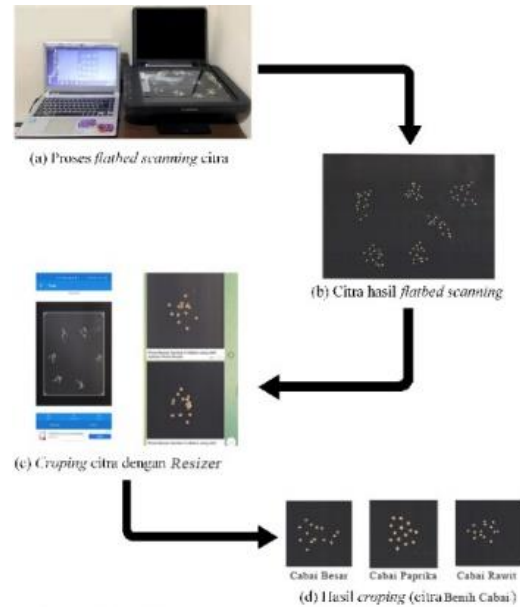 (a) Proses flatbed scanning citra
(b) Citra hasil flatbed scanning
(c) Croping citra dengan Resizer
Cabai Besar
Cabai Paprika
Cabai Rawit
(d) Hasil croping (citra Benih Cabai)